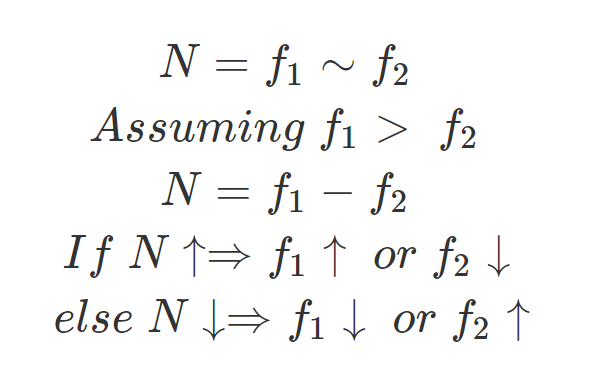 N = f₁ ∼ f₂
Assuming f₁ > f₂
N = f₁ − f₂
If N ↑⇒ f₁ ↑ or f₂ ↓
else N ↓⇒ f₁ ↓ or f₂ ↑